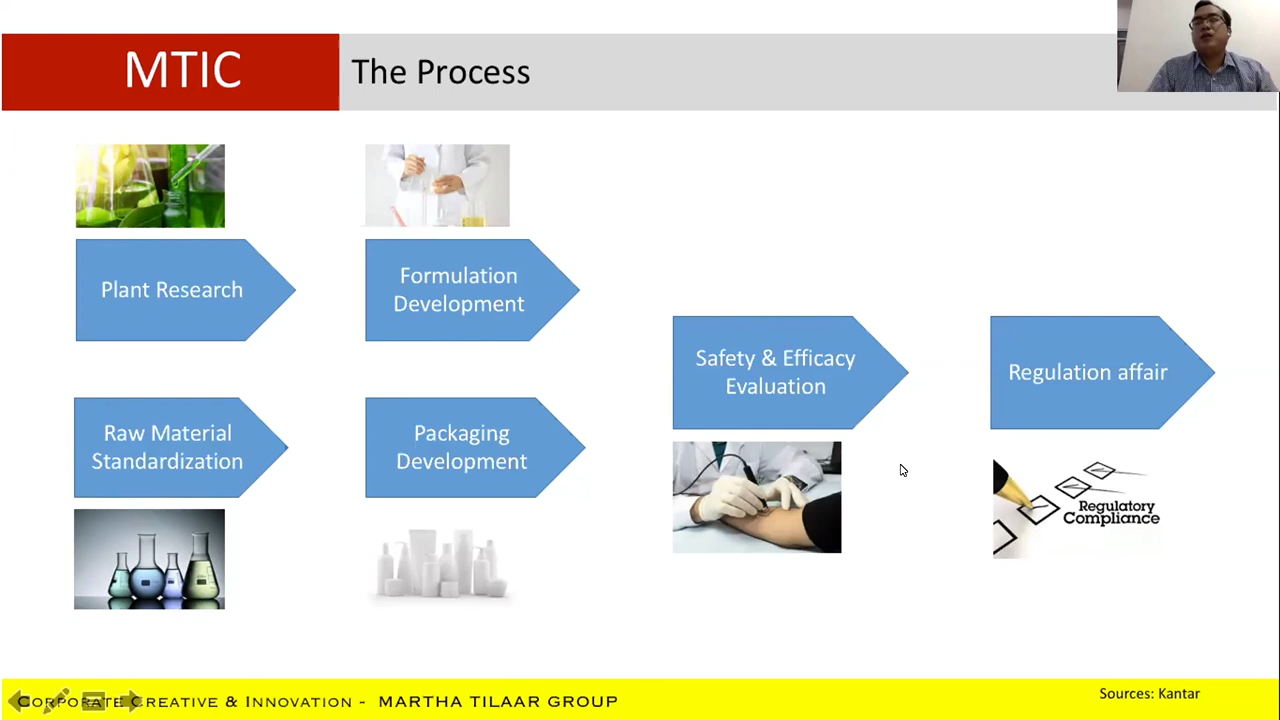 MTIC
The Process
Plant Research
Formulation
Development
Safety & Efficacy
Evaluation
Regulation affair
Raw Material
Standardization
Packaging
Development
Regulatory
Compliance
Corporate Creative & Innovation - MARTHA TILAAR GROUP
Sources: Kantar